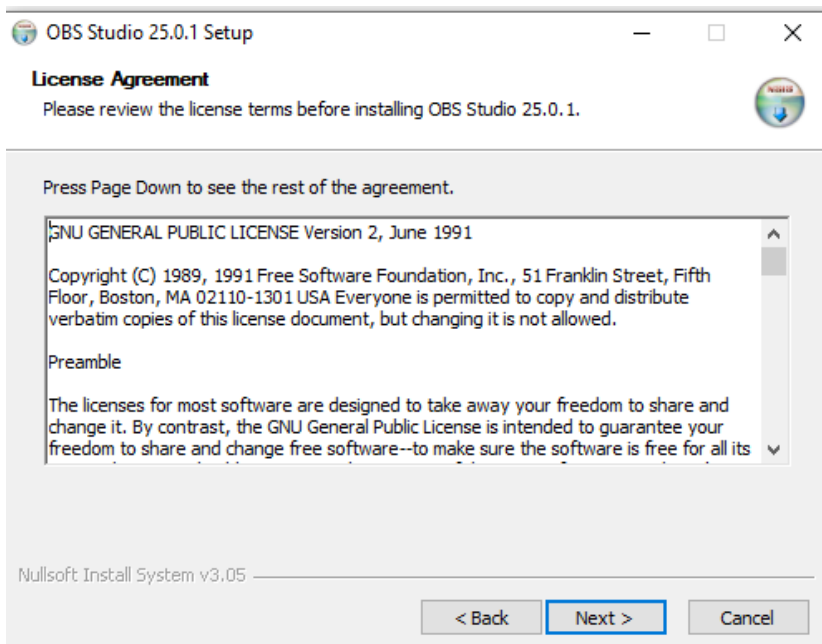 OBS Studio 25.0.1 Setup
License Agreement
Please review the license terms before installing OBS Studio 25.0.1.
Press Page Down to see the rest of the agreement.
GNU GENERAL PUBLIC LICENSE Version 2, June 1991
Copyright (C) 1989, 1991 Free Software Foundation, Inc., 51 Franklin Street, Fifth
Floor, Boston, MA 02110-1301 USA Everyone is permitted to copy and distribute
verbatim copies of this license document, but changing it is not allowed.
Preamble
The licenses for most software are designed to take away your freedom to share and
change it. By contrast, the GNU General Public License is intended to guarantee your
freedom to share and change free software--to make sure the software is free for all its
Nullsoft Install System v3.05
< Back
Next >
Cancel